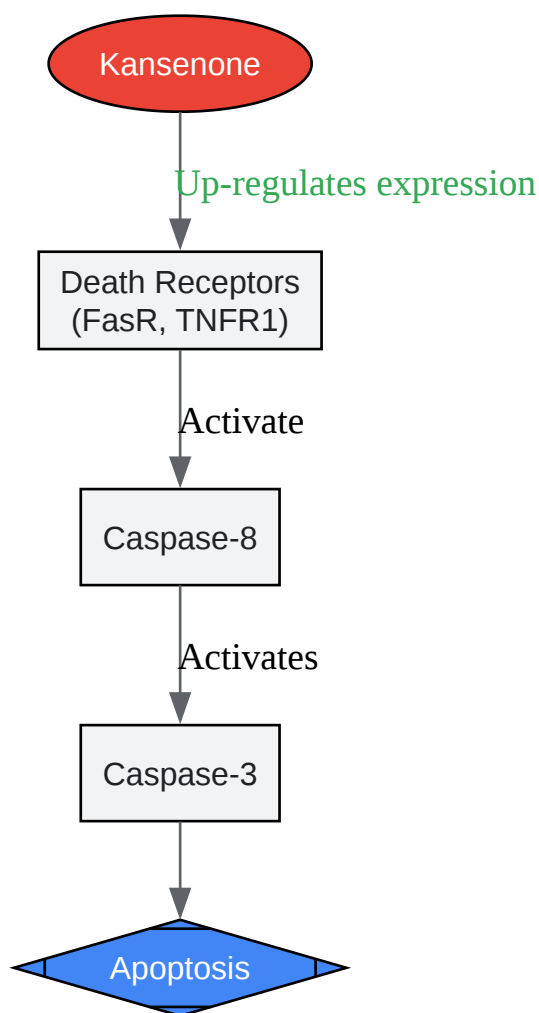 Kansenone
Up-regulates expression
Death Receptors
(FasR, TNFR1)
Activate
Caspase-8
Activates
Caspase-3
Apoptosis